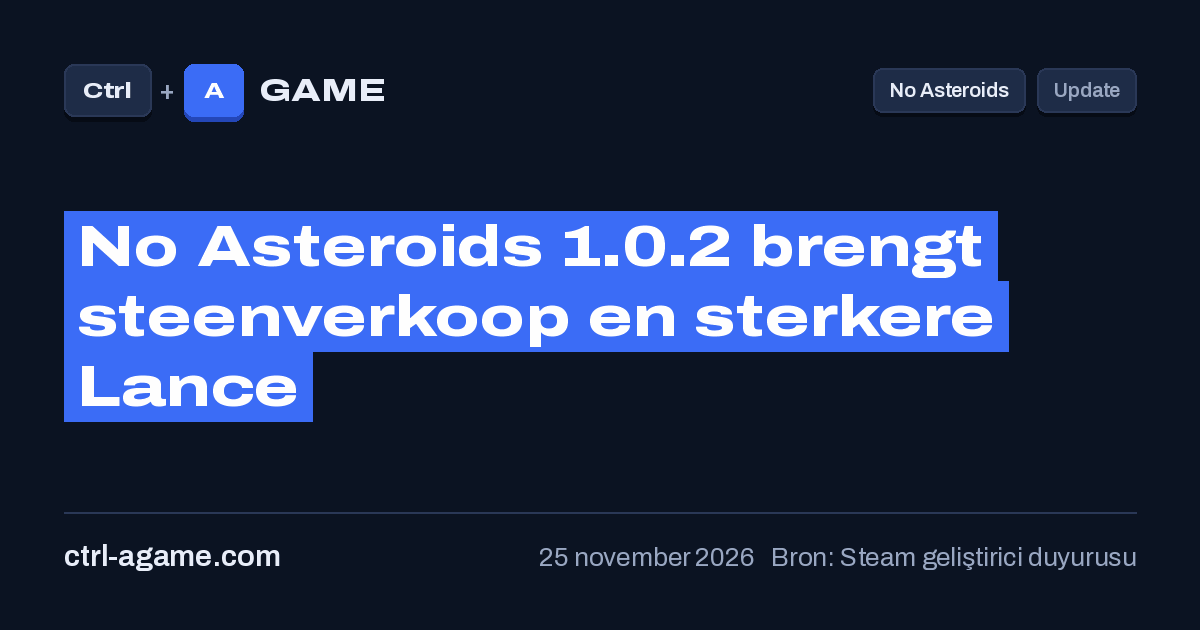 Ctrl + A GAME
No Asteroids Update
No Asteroids 1.0.2 brengt
steenverkoop en sterkere
Lance
ctrl-agame.com
25 november 2026 Bron: Steam geliştirici duyurusu